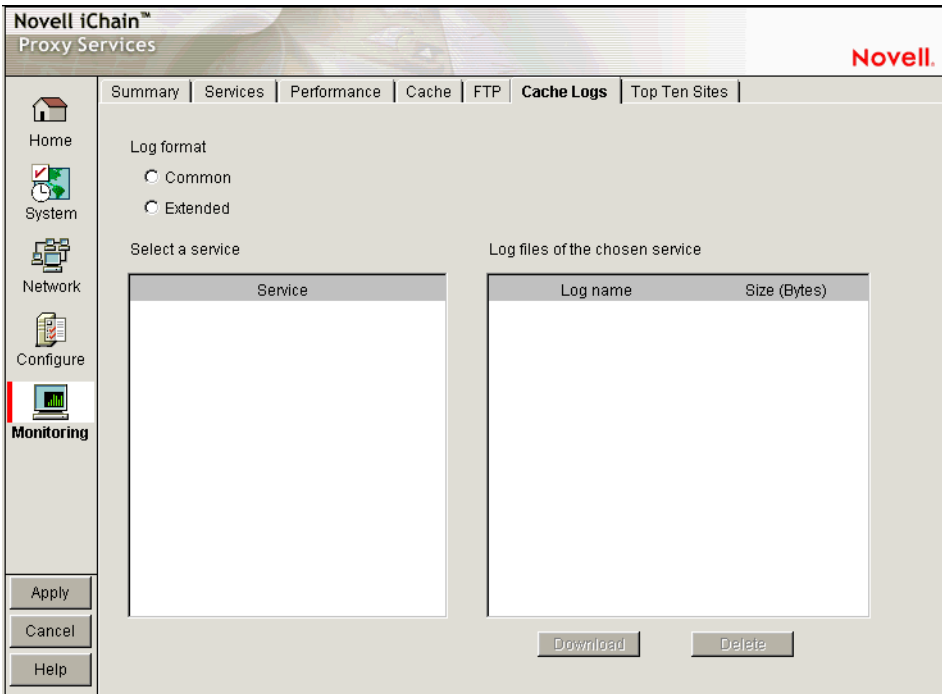 Novell iChain™
Proxy Services
Novell.
Summary Services Performance Cache FTP Cache Logs Top Ten Sites
Home
System
Network
Configure
Monitoring
Log format
Common
Extended
Select a service
Service
Log files of the chosen service
Log name Size (Bytes)
Download Delete
Apply
Cancel
Help